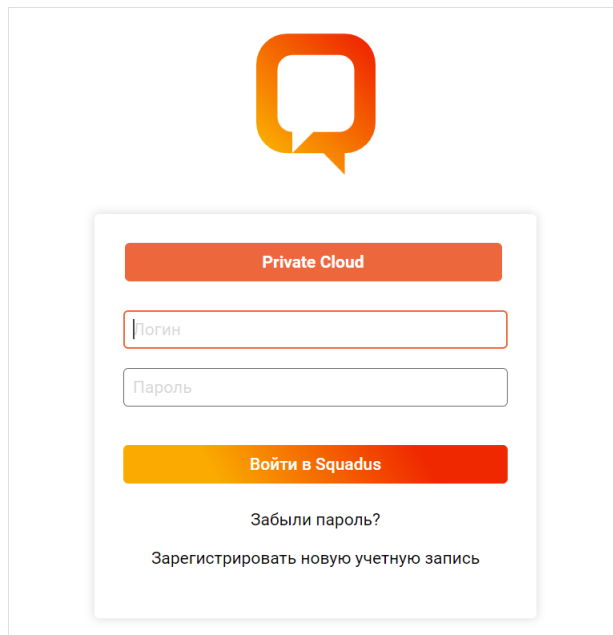 Private Cloud
Логин
Пароль
Войти в Squadus
Забыли пароль?
Зарегистрировать новую учетную запись